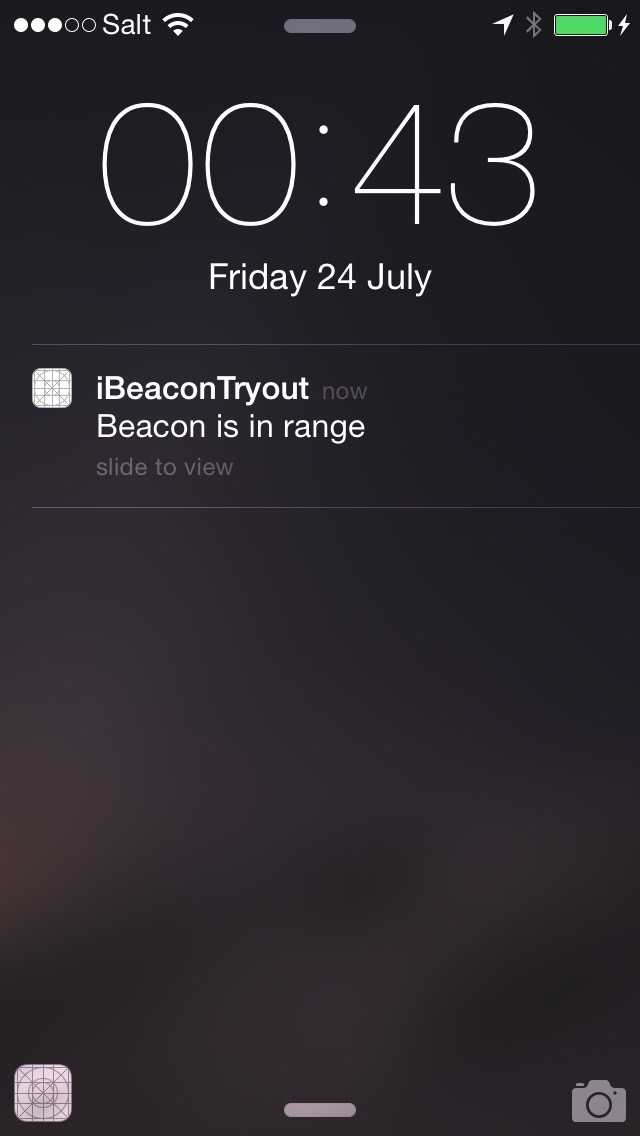 Salt
00:43
Friday 24 July
iBeaconTryout now
Beacon is in range
slide to view